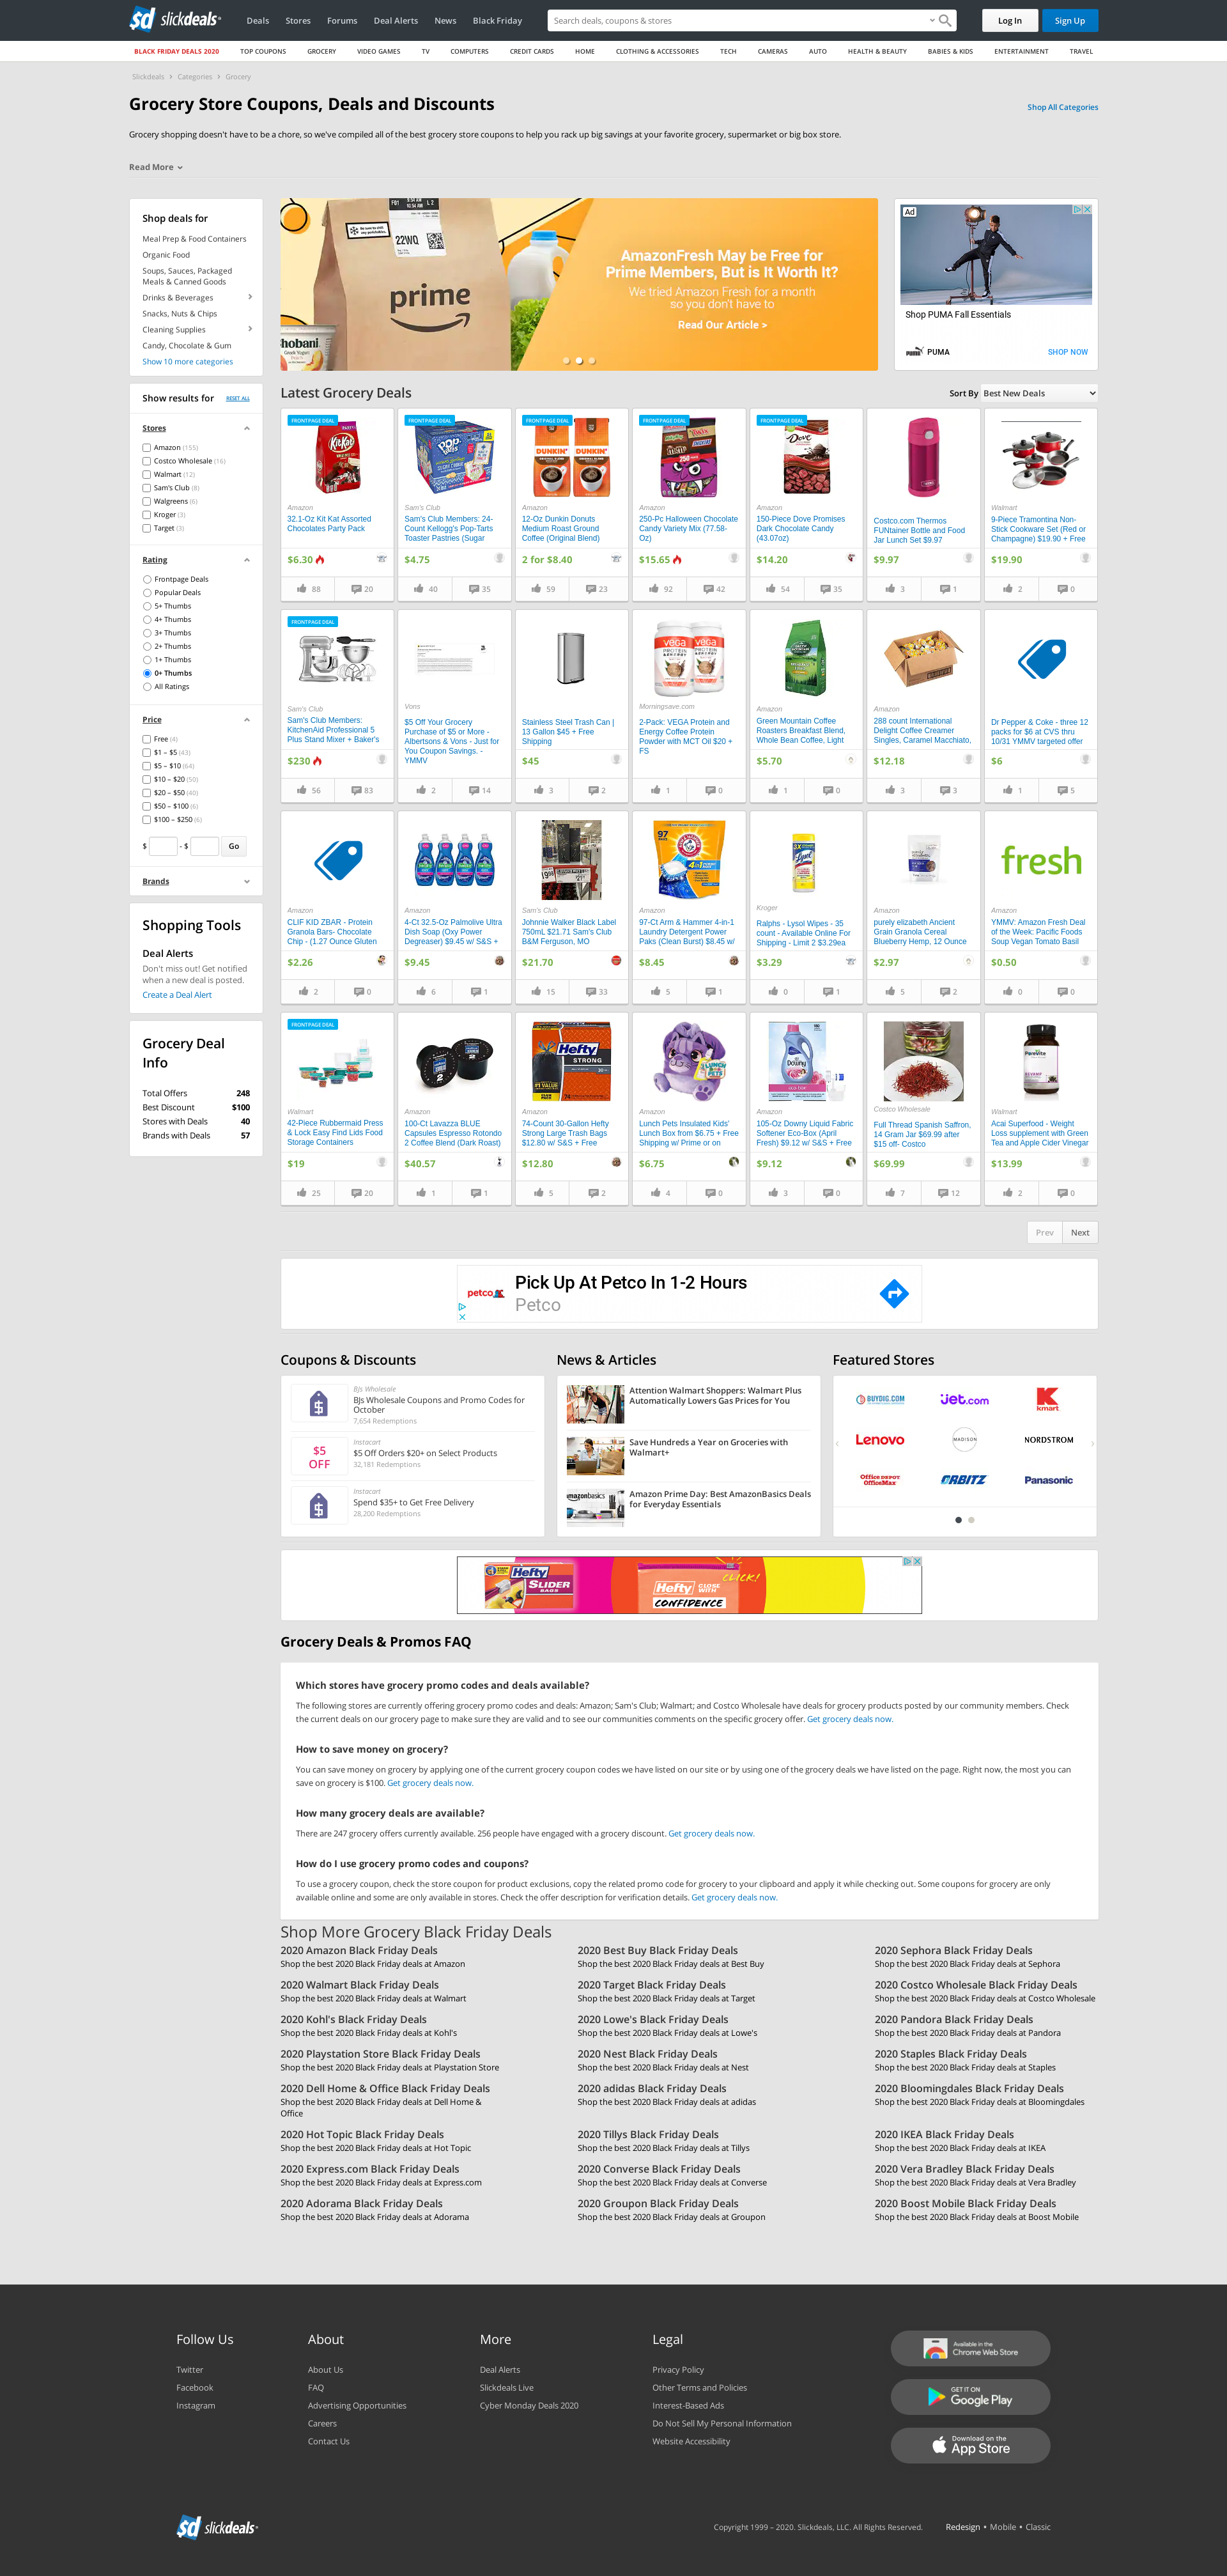 slickdeals
Deals
Stores
Forums
Deal Alerts
News
Black Friday
Search deals, coupons & stores
Log In
Sign Up
BLACK FRIDAY DEALS 2020
TOP COUPONS
GROCERY
VIDEO GAMES
TV
COMPUTERS
CREDIT CARDS
HOME
CLOTHING & ACCESSORIES
TECH
CAMERAS
AUTO
HEALTH & BEAUTY
BABIES & KIDS
ENTERTAINMENT
TRAVEL
Slickdeals › Categories › Grocery
Grocery Store Coupons, Deals and Discounts
Shop All Categories
Grocery shopping doesn't have to be a chore, so we've compiled all of the best grocery store coupons to help you rack up big savings at your favorite grocery, supermarket or big box store.
Read More
Shop deals for
Meal Prep & Food Containers
Organic Food
Soups, Sauces, Packaged
Meals & Canned Goods
Drinks & Beverages
Snacks, Nuts & Chips
Cleaning Supplies
Candy, Chocolate & Gum
Show 10 more categories
Show results for
RESET ALL
Stores
Amazon (155)
Costco Wholesale (16)
Walmart (12)
Sam's Club (8)
Walgreens (6)
Kroger (3)
Target (3)
Rating
Frontpage Deals
Popular Deals
5+ Thumbs
4+ Thumbs
3+ Thumbs
2+ Thumbs
1+ Thumbs
0+ Thumbs
All Ratings
Price
Free (4)
$1 – $5 (43)
$5 – $10 (64)
$10 – $20 (50)
$20 – $50 (40)
$50 – $100 (6)
$100 – $250 (6)
$ - $ Go
Brands
Shopping Tools
Deal Alerts
Don't miss out! Get notified
when a new deal is posted.
Create a Deal Alert
Grocery Deal
Info
Total Offers 248
Best Discount $100
Stores with Deals 40
Brands with Deals 57
22WQ
prime
Chobani
AmazonFresh May be Free for
Prime Members, But is It Worth It?
We tried Amazon Fresh for a month
so you don't have to
Read Our Article >
Ad
Shop PUMA Fall Essentials
PUMA
SHOP NOW
Latest Grocery Deals
Sort By Best New Deals
FRONTPAGE DEAL
Amazon
32.1-Oz Kit Kat Assorted
Chocolates Party Pack
$6.30
88 20
FRONTPAGE DEAL
Sam's Club
Sam's Club Members: 24-
Count Kellogg's Pop-Tarts
Toaster Pastries (Sugar
$4.75
40 35
FRONTPAGE DEAL
Amazon
12-Oz Dunkin Donuts
Medium Roast Ground
Coffee (Original Blend)
2 for $8.40
59 23
FRONTPAGE DEAL
Amazon
250-Pc Halloween Chocolate
Candy Variety Mix (77.58-
Oz)
$15.65
92 42
FRONTPAGE DEAL
Amazon
150-Piece Dove Promises
Dark Chocolate Candy
(43.07oz)
$14.20
54 35
Costco.com Thermos
FUNtainer Bottle and Food
Jar Lunch Set $9.97
$9.97
3 1
Walmart
9-Piece Tramontina Non-
Stick Cookware Set (Red or
Champagne) $19.90 + Free
$19.90
2 0
FRONTPAGE DEAL
Sam's Club
Sam's Club Members:
KitchenAid Professional 5
Plus Stand Mixer + Baker's
$230
56 83
Vons
$5 Off Your Grocery
Purchase of $5 or More -
Albertsons & Vons - Just for
You Coupon Savings. -
YMMV
2 14
Stainless Steel Trash Can |
13 Gallon $45 + Free
Shipping
$45
3 2
Morningsave.com
2-Pack: VEGA Protein and
Energy Coffee Protein
Powder with MCT Oil $20 +
FS
1 0
Amazon
Green Mountain Coffee
Roasters Breakfast Blend,
Whole Bean Coffee, Light
$5.70
1 0
Amazon
288 count International
Delight Coffee Creamer
Singles, Caramel Macchiato,
$12.18
3 3
Dr Pepper & Coke - three 12
packs for $6 at CVS thru
10/31 YMMV targeted offer
$6
1 5
Amazon
CLIF KID ZBAR - Protein
Granola Bars- Chocolate
Chip - (1.27 Ounce Gluten
$2.26
2 0
Amazon
4-Ct 32.5-Oz Palmolive Ultra
Dish Soap (Oxy Power
Degreaser) $9.45 w/ S&S +
$9.45
6 1
Sam's Club
Johnnie Walker Black Label
750mL $21.71 Sam's Club
B&M Ferguson, MO
$21.70
15 33
Amazon
97-Ct Arm & Hammer 4-in-1
Laundry Detergent Power
Paks (Clean Burst) $8.45 w/
$8.45
5 1
Kroger
Ralphs - Lysol Wipes - 35
count - Available Online For
Shipping - Limit 2 $3.29ea
$3.29
0 1
Amazon
purely elizabeth Ancient
Grain Granola Cereal
Blueberry Hemp, 12 Ounce
$2.97
5 2
fresh
Amazon
YMMV: Amazon Fresh Deal
of the Week: Pacific Foods
Soup Vegan Tomato Basil
$0.50
0 0
FRONTPAGE DEAL
Walmart
42-Piece Rubbermaid Press
& Lock Easy Find Lids Food
Storage Containers
$19
25 20
Amazon
100-Ct Lavazza BLUE
Capsules Espresso Rotondo
2 Coffee Blend (Dark Roast)
$40.57
1 1
Amazon
74-Count 30-Gallon Hefty
Strong Large Trash Bags
$12.80 w/ S&S + Free
$12.80
5 2
Amazon
Lunch Pets Insulated Kids'
Lunch Box from $6.75 + Free
Shipping w/ Prime or on
$6.75
4 0
Amazon
105-Oz Downy Liquid Fabric
Softener Eco-Box (April
Fresh) $9.12 w/ S&S + Free
$9.12
3 0
Costco Wholesale
Full Thread Spanish Saffron,
14 Gram Jar $69.99 after
$15 off- Costco
$69.99
7 12
Walmart
Acai Superfood - Weight
Loss supplement with Green
Tea and Apple Cider Vinegar
$13.99
2 0
Prev Next
petco
Pick Up At Petco In 1-2 Hours
Petco
Coupons & Discounts
BJs Wholesale
BJs Wholesale Coupons and Promo Codes for
October
7,654 Redemptions
$5
OFF
Instacart
$5 Off Orders $20+ on Select Products
32,181 Redemptions
Instacart
Spend $35+ to Get Free Delivery
28,200 Redemptions
News & Articles
Attention Walmart Shoppers: Walmart Plus
Automatically Lowers Gas Prices for You
Save Hundreds a Year on Groceries with
Walmart+
amazonbasics
Amazon Prime Day: Best AmazonBasics Deals
for Everyday Essentials
Featured Stores
BUYDIG.COM
jet.com
kmart
Lenovo
MADISON
NORDSTROM
Office DEPOT
OfficeMax
ORBITZ
Panasonic
Hefty
SLIDER
BAGS
Hefty
CLOSE WITH
CONFIDENCE
CLICK!
Grocery Deals & Promos FAQ
Which stores have grocery promo codes and deals available?
The following stores are currently offering grocery promo codes and deals: Amazon; Sam's Club; Walmart; and Costco Wholesale have deals for grocery products posted by our community members. Check
the current deals on our grocery page to make sure they are valid and to see our communities comments on the specific grocery offer. Get grocery deals now.
How to save money on grocery?
You can save money on grocery by applying one of the current grocery coupon codes we have listed on our site or by using one of the grocery deals we have listed on the page. Right now, the most you can
save on grocery is $100. Get grocery deals now.
How many grocery deals are available?
There are 247 grocery offers currently available. 256 people have engaged with a grocery discount. Get grocery deals now.
How do I use grocery promo codes and coupons?
To use a grocery coupon, check the store coupon for product exclusions, copy the related promo code for grocery to your clipboard and apply it while checking out. Some coupons for grocery are only
available online and some are only available in stores. Check the offer description for verification details. Get grocery deals now.
Shop More Grocery Black Friday Deals
2020 Amazon Black Friday Deals
Shop the best 2020 Black Friday deals at Amazon
2020 Best Buy Black Friday Deals
Shop the best 2020 Black Friday deals at Best Buy
2020 Sephora Black Friday Deals
Shop the best 2020 Black Friday deals at Sephora
2020 Walmart Black Friday Deals
Shop the best 2020 Black Friday deals at Walmart
2020 Target Black Friday Deals
Shop the best 2020 Black Friday deals at Target
2020 Costco Wholesale Black Friday Deals
Shop the best 2020 Black Friday deals at Costco Wholesale
2020 Kohl's Black Friday Deals
Shop the best 2020 Black Friday deals at Kohl's
2020 Lowe's Black Friday Deals
Shop the best 2020 Black Friday deals at Lowe's
2020 Pandora Black Friday Deals
Shop the best 2020 Black Friday deals at Pandora
2020 Playstation Store Black Friday Deals
Shop the best 2020 Black Friday deals at Playstation Store
2020 Nest Black Friday Deals
Shop the best 2020 Black Friday deals at Nest
2020 Staples Black Friday Deals
Shop the best 2020 Black Friday deals at Staples
2020 Dell Home & Office Black Friday Deals
Shop the best 2020 Black Friday deals at Dell Home &
Office
2020 adidas Black Friday Deals
Shop the best 2020 Black Friday deals at adidas
2020 Bloomingdales Black Friday Deals
Shop the best 2020 Black Friday deals at Bloomingdales
2020 Hot Topic Black Friday Deals
Shop the best 2020 Black Friday deals at Hot Topic
2020 Tillys Black Friday Deals
Shop the best 2020 Black Friday deals at Tillys
2020 IKEA Black Friday Deals
Shop the best 2020 Black Friday deals at IKEA
2020 Express.com Black Friday Deals
Shop the best 2020 Black Friday deals at Express.com
2020 Converse Black Friday Deals
Shop the best 2020 Black Friday deals at Converse
2020 Vera Bradley Black Friday Deals
Shop the best 2020 Black Friday deals at Vera Bradley
2020 Adorama Black Friday Deals
Shop the best 2020 Black Friday deals at Adorama
2020 Groupon Black Friday Deals
Shop the best 2020 Black Friday deals at Groupon
2020 Boost Mobile Black Friday Deals
Shop the best 2020 Black Friday deals at Boost Mobile
Follow Us
Twitter
Facebook
Instagram
About
About Us
FAQ
Advertising Opportunities
Careers
Contact Us
More
Deal Alerts
Slickdeals Live
Cyber Monday Deals 2020
Legal
Privacy Policy
Other Terms and Policies
Interest-Based Ads
Do Not Sell My Personal Information
Website Accessibility
Available in the
Chrome Web Store
GET IT ON
Google Play
Download on the
App Store
slickdeals
Copyright 1999 – 2020. Slickdeals, LLC. All Rights Reserved.
Redesign • Mobile • Classic